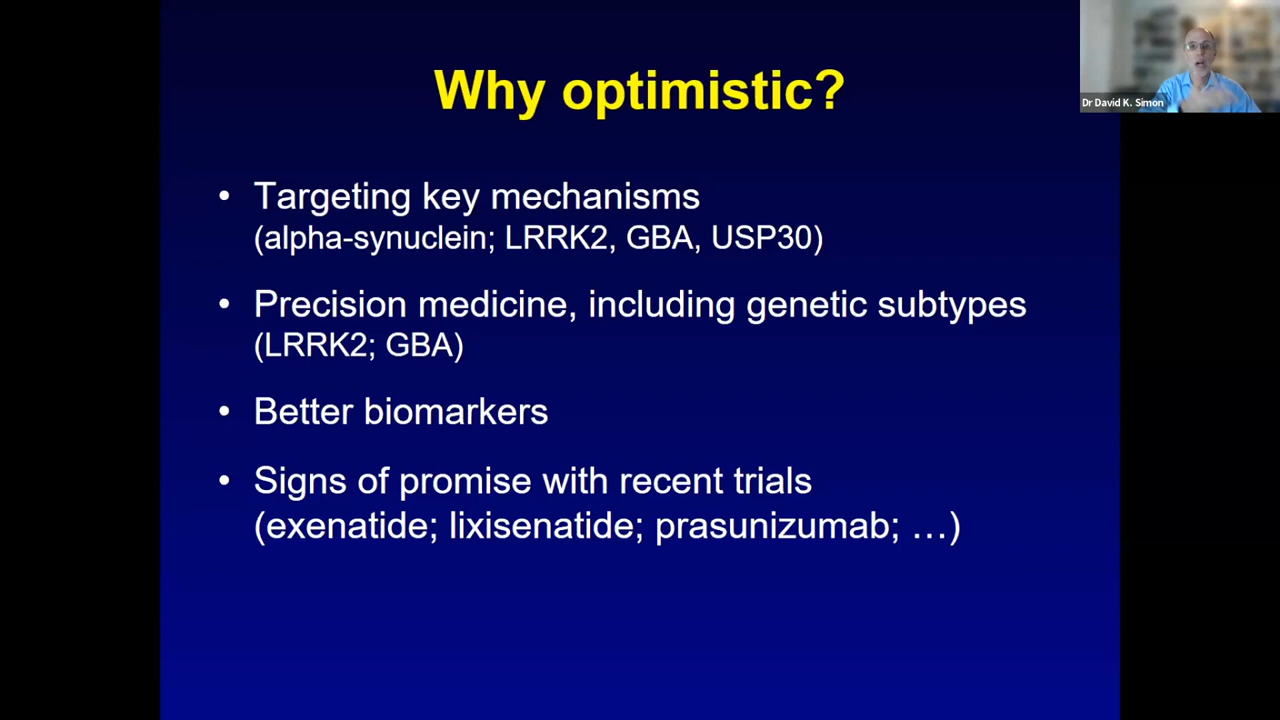 Why optimistic?
Dr David K. Simon
• Targeting key mechanisms
(alpha-synuclein; LRRK2, GBA, USP30)
• Precision medicine, including genetic subtypes
(LRRK2; GBA)
• Better biomarkers
• Signs of promise with recent trials
(exenatide; lixisenatide; prasunizumab; …)